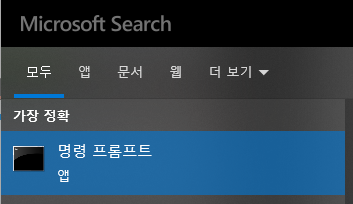 Microsoft Search
모두 앱 문서 웹 더 보기
가장 정확
명령 프롬프트
앱